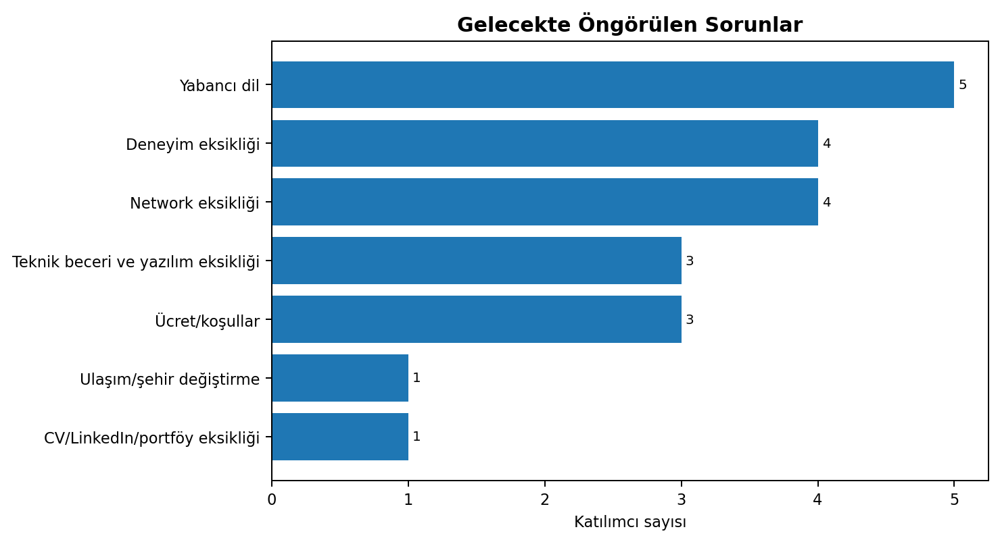 Gelecekte Öngörülen Sorunlar
Yabancı dil
5
Deneyim eksikliği
4
Network eksikliği
4
Teknik beceri ve yazılım eksikliği
3
Ücret/koşullar
3
Ulaşım/şehir değiştirme
1
CV/LinkedIn/portföy eksikliği
1
0 1 2 3 4 5
Katılımcı sayısı